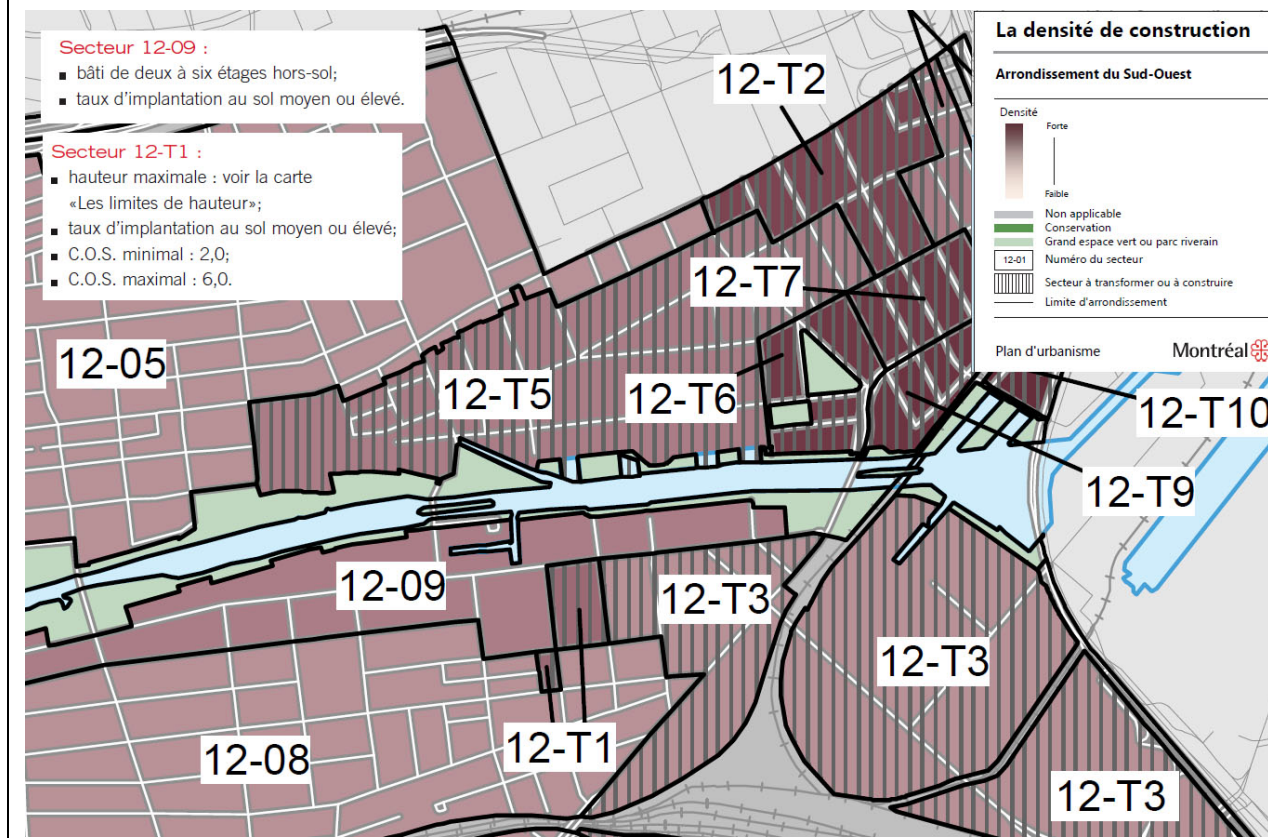 Secteur 12-09 :
▪ bâti de deux à six étages hors-sol;
▪ taux d'implantation au sol moyen ou élevé.
Secteur 12-T1 :
▪ hauteur maximale : voir la carte
«Les limites de hauteur»;
▪ taux d'implantation au sol moyen ou élevé;
▪ C.O.S. minimal : 2,0;
▪ C.O.S. maximal : 6,0.
La densité de construction
Arrondissement du Sud-Ouest
Densité
Forte
Faible
Non applicable
Conservation
Grand espace vert ou parc riverain
12-01 Numéro du secteur
Secteur à transformer ou à construire
Limite d'arrondissement
Plan d'urbanisme
Montréal
12-T2
12-T7
12-05
12-T5
12-T6
12-T10
12-T9
12-09
12-T3
12-T3
12-T1
12-08
12-T3